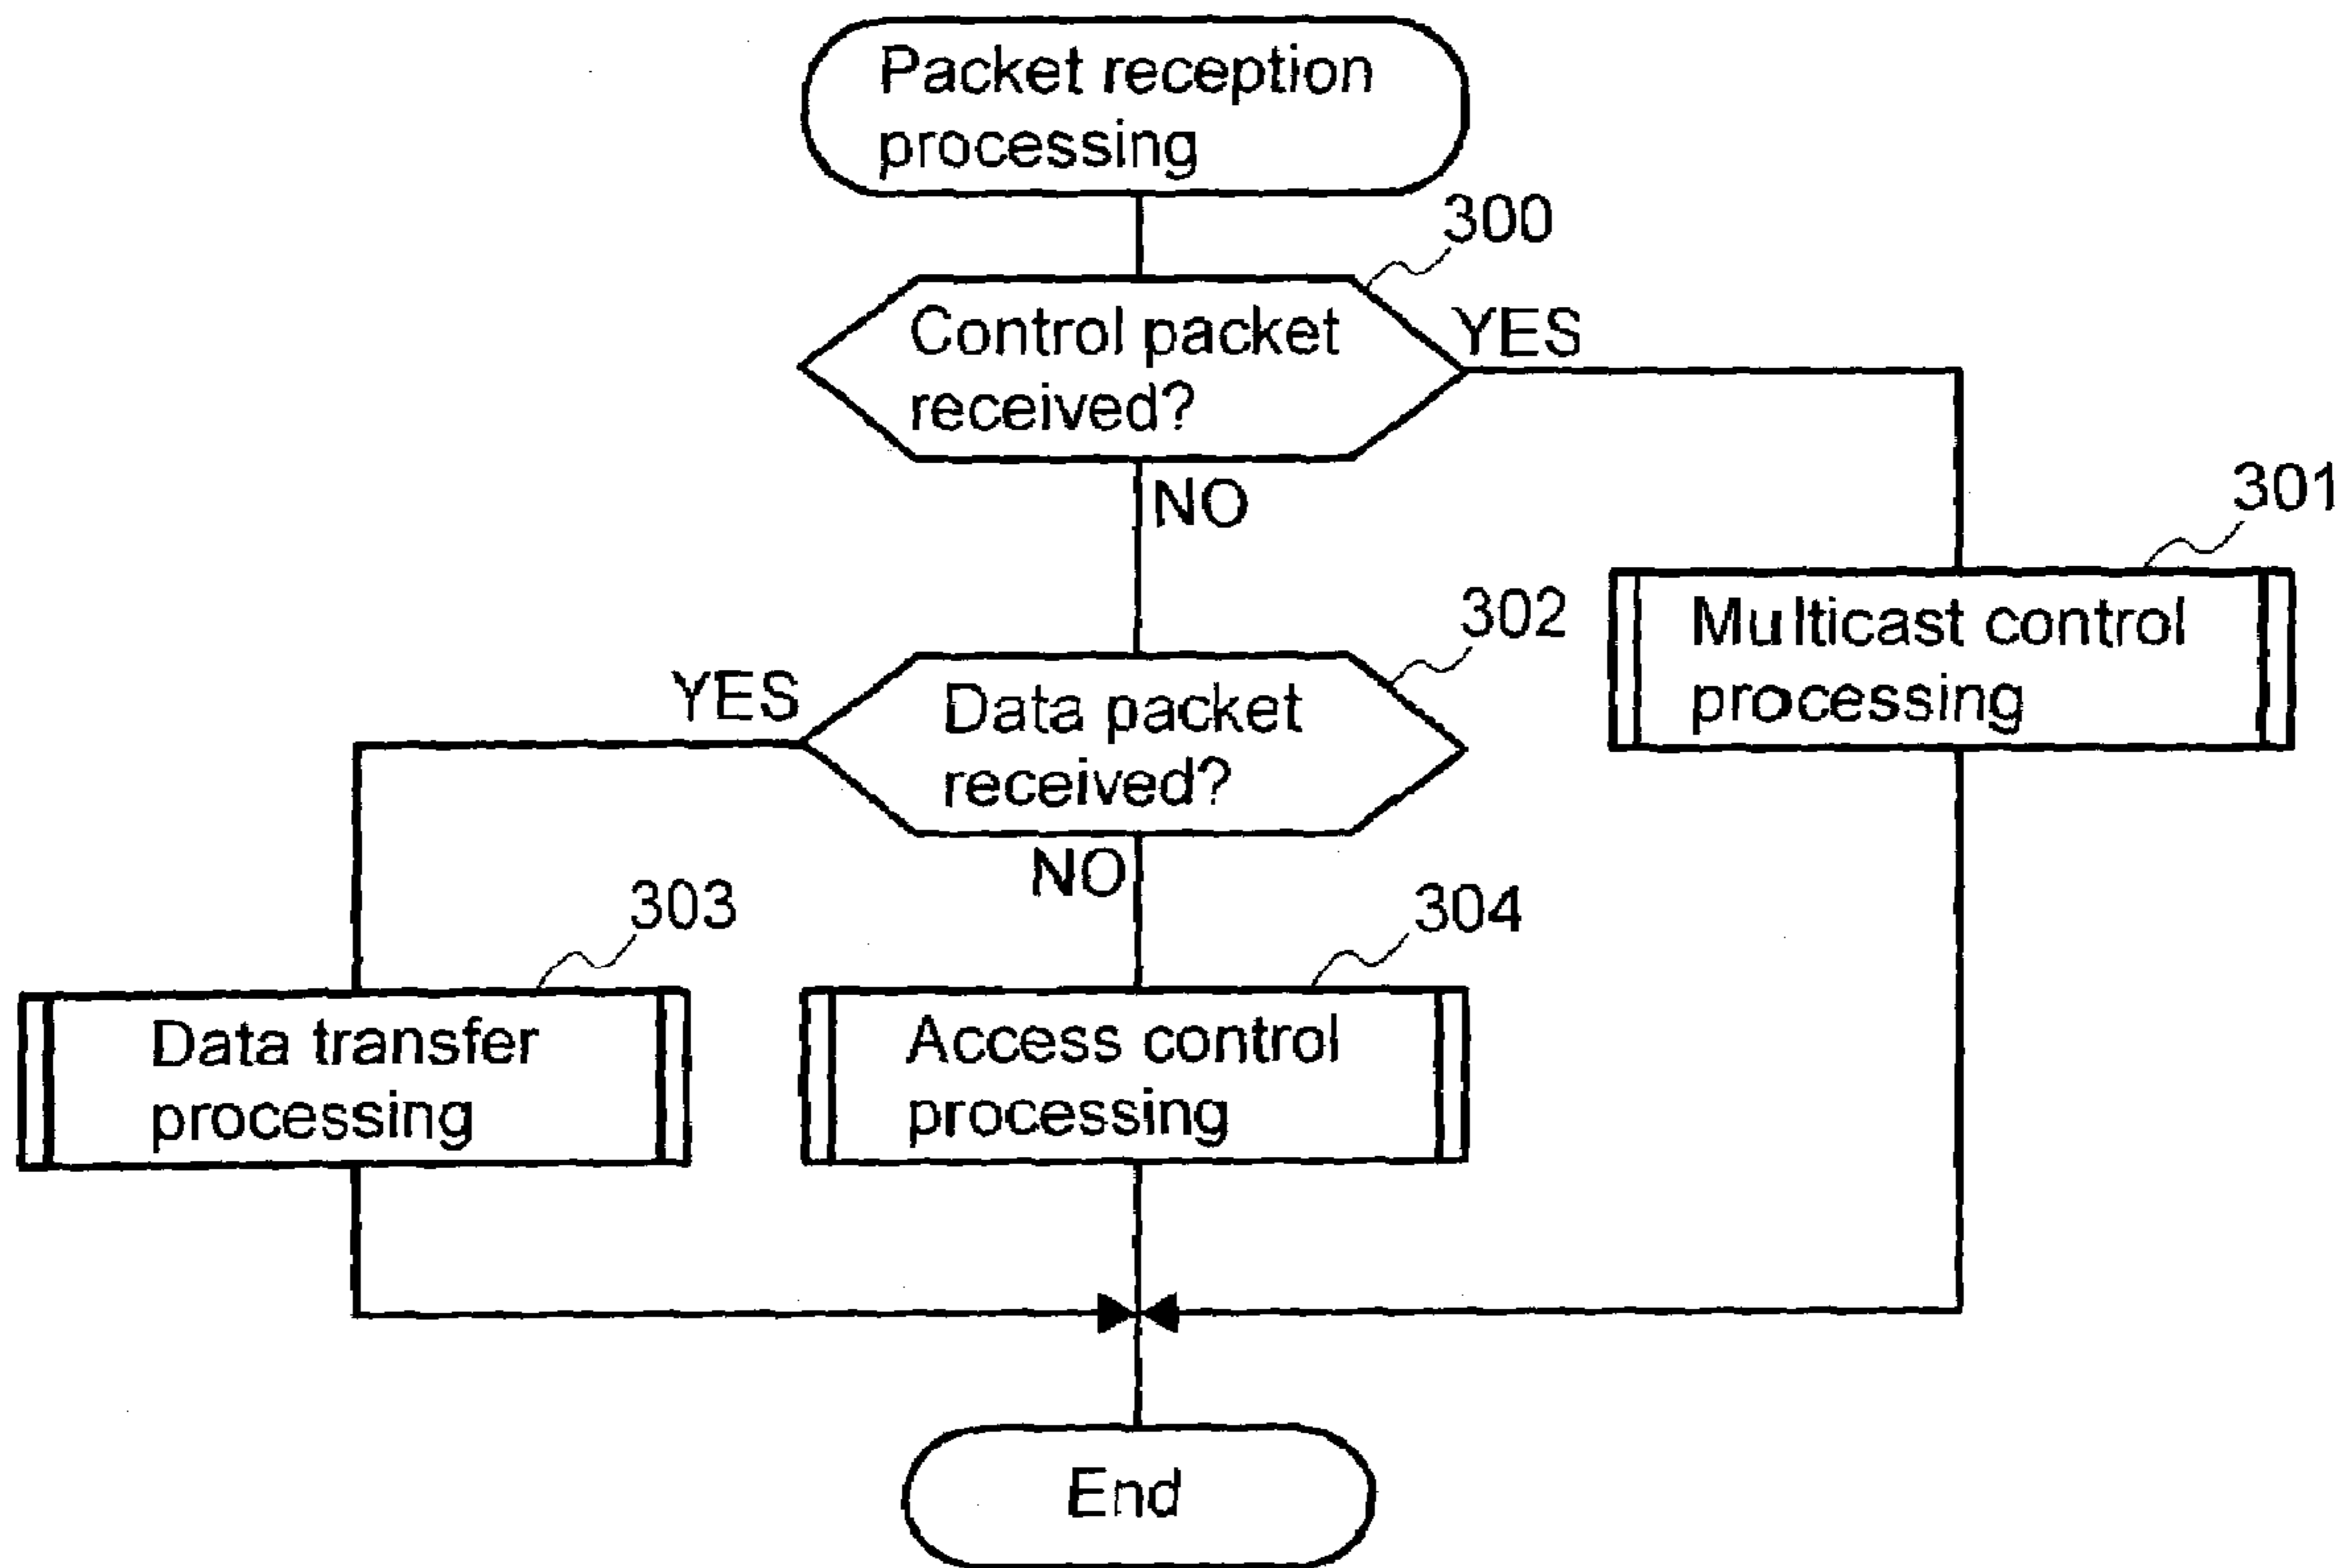 Packet reception
processing
300
Control packet
received?
YES
NO
301
Multicast control
processing
302
YES
Data packet
received?
NO
303
Data transfer
processing
304
Access control
processing
End